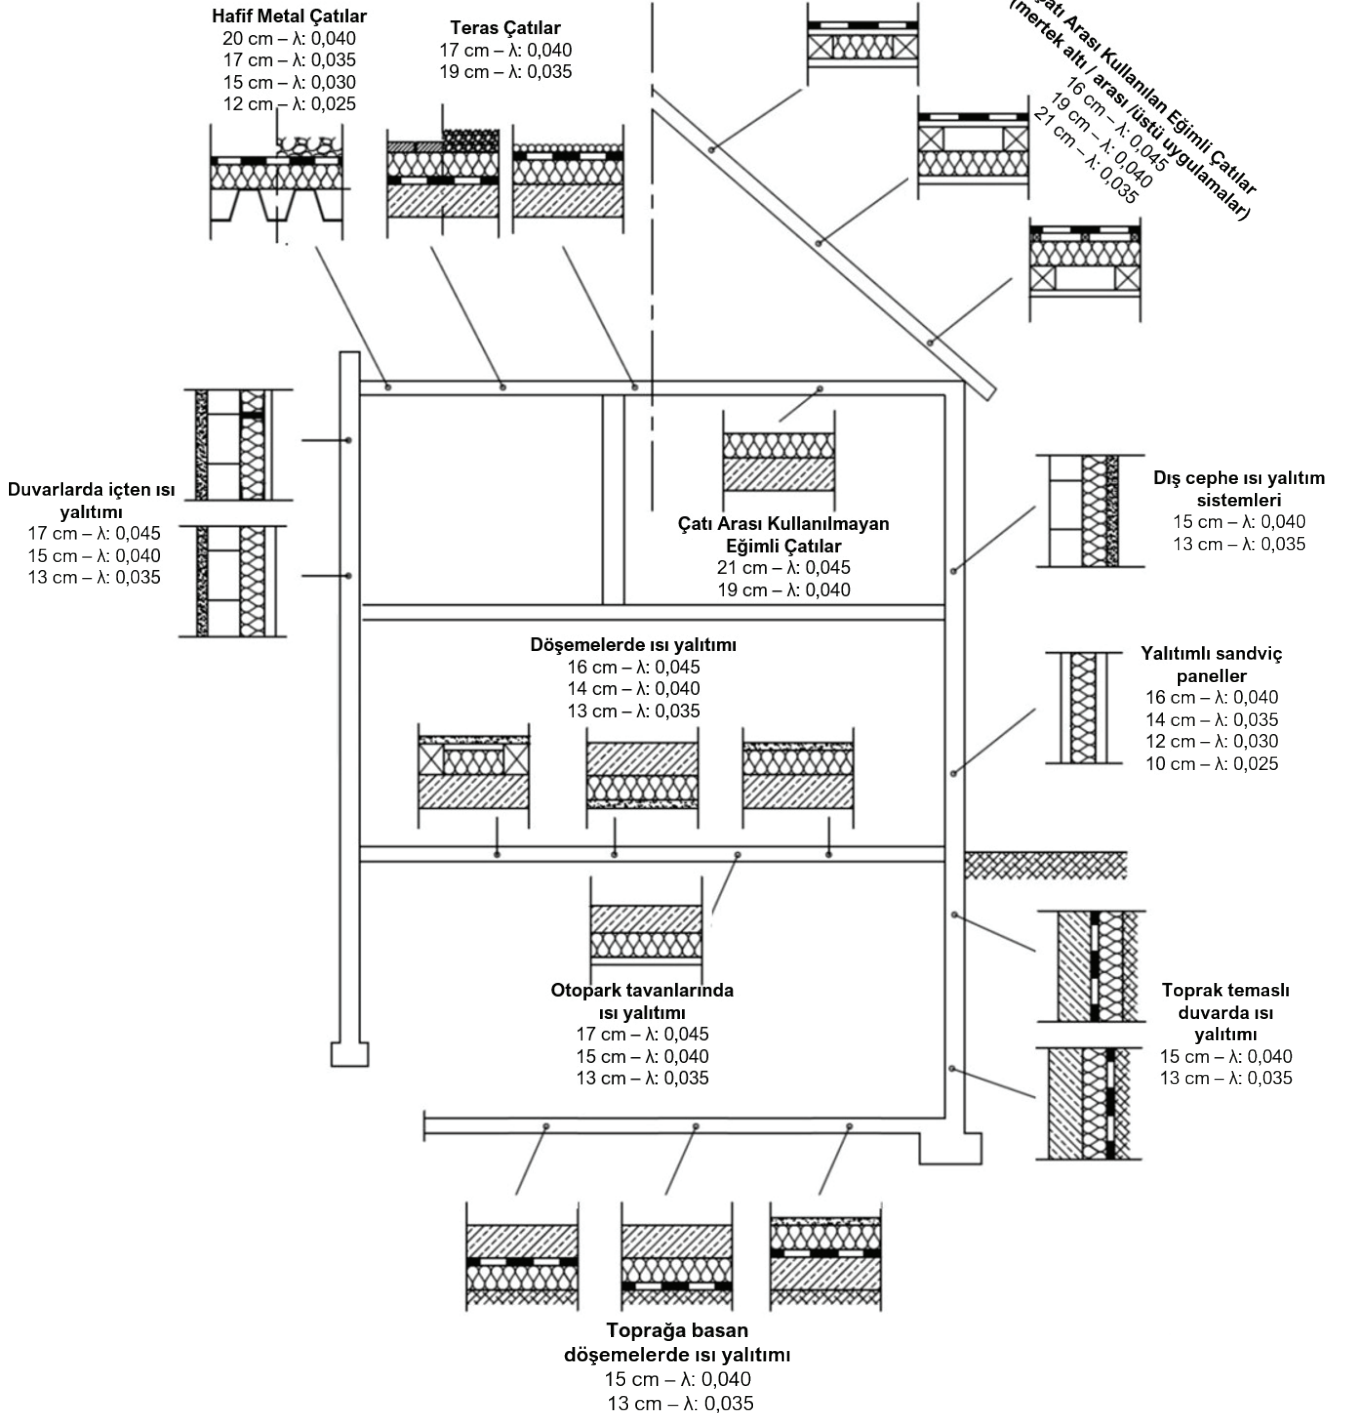 Hafif Metal Çatılar
20 cm – λ: 0,040
17 cm – λ: 0,035
15 cm – λ: 0,030
12 cm – λ: 0,025
Teras Çatılar
17 cm – λ: 0,040
19 cm – λ: 0,035
Arası Kullanılan Eğimli Çatılar
(mertek altı / arası /üstü uygulamalar)
16 cm – λ: 0,045
19 cm – λ: 0,040
21 cm – λ: 0,035
Duvarlarda içten ısı
yalıtımı
17 cm – λ: 0,045
15 cm – λ: 0,040
13 cm – λ: 0,035
Çatı Arası Kullanılmayan
Eğimli Çatılar
21 cm – λ: 0,045
19 cm – λ: 0,040
Dış cephe ısı yalıtım
sistemleri
15 cm – λ: 0,040
13 cm – λ: 0,035
Döşemelerde ısı yalıtımı
16 cm – λ: 0,045
14 cm – λ: 0,040
13 cm – λ: 0,035
Yalıtımlı sandviç
paneller
16 cm – λ: 0,040
14 cm – λ: 0,035
12 cm – λ: 0,030
10 cm – λ: 0,025
Otopark tavanlarında
ısı yalıtımı
17 cm – λ: 0,045
15 cm – λ: 0,040
13 cm – λ: 0,035
Toprak temaslı
duvarda ısı
yalıtımı
15 cm – λ: 0,040
13 cm – λ: 0,035
Toprağa basan
döşemelerde ısı yalıtımı
15 cm – λ: 0,040
13 cm – λ: 0,035